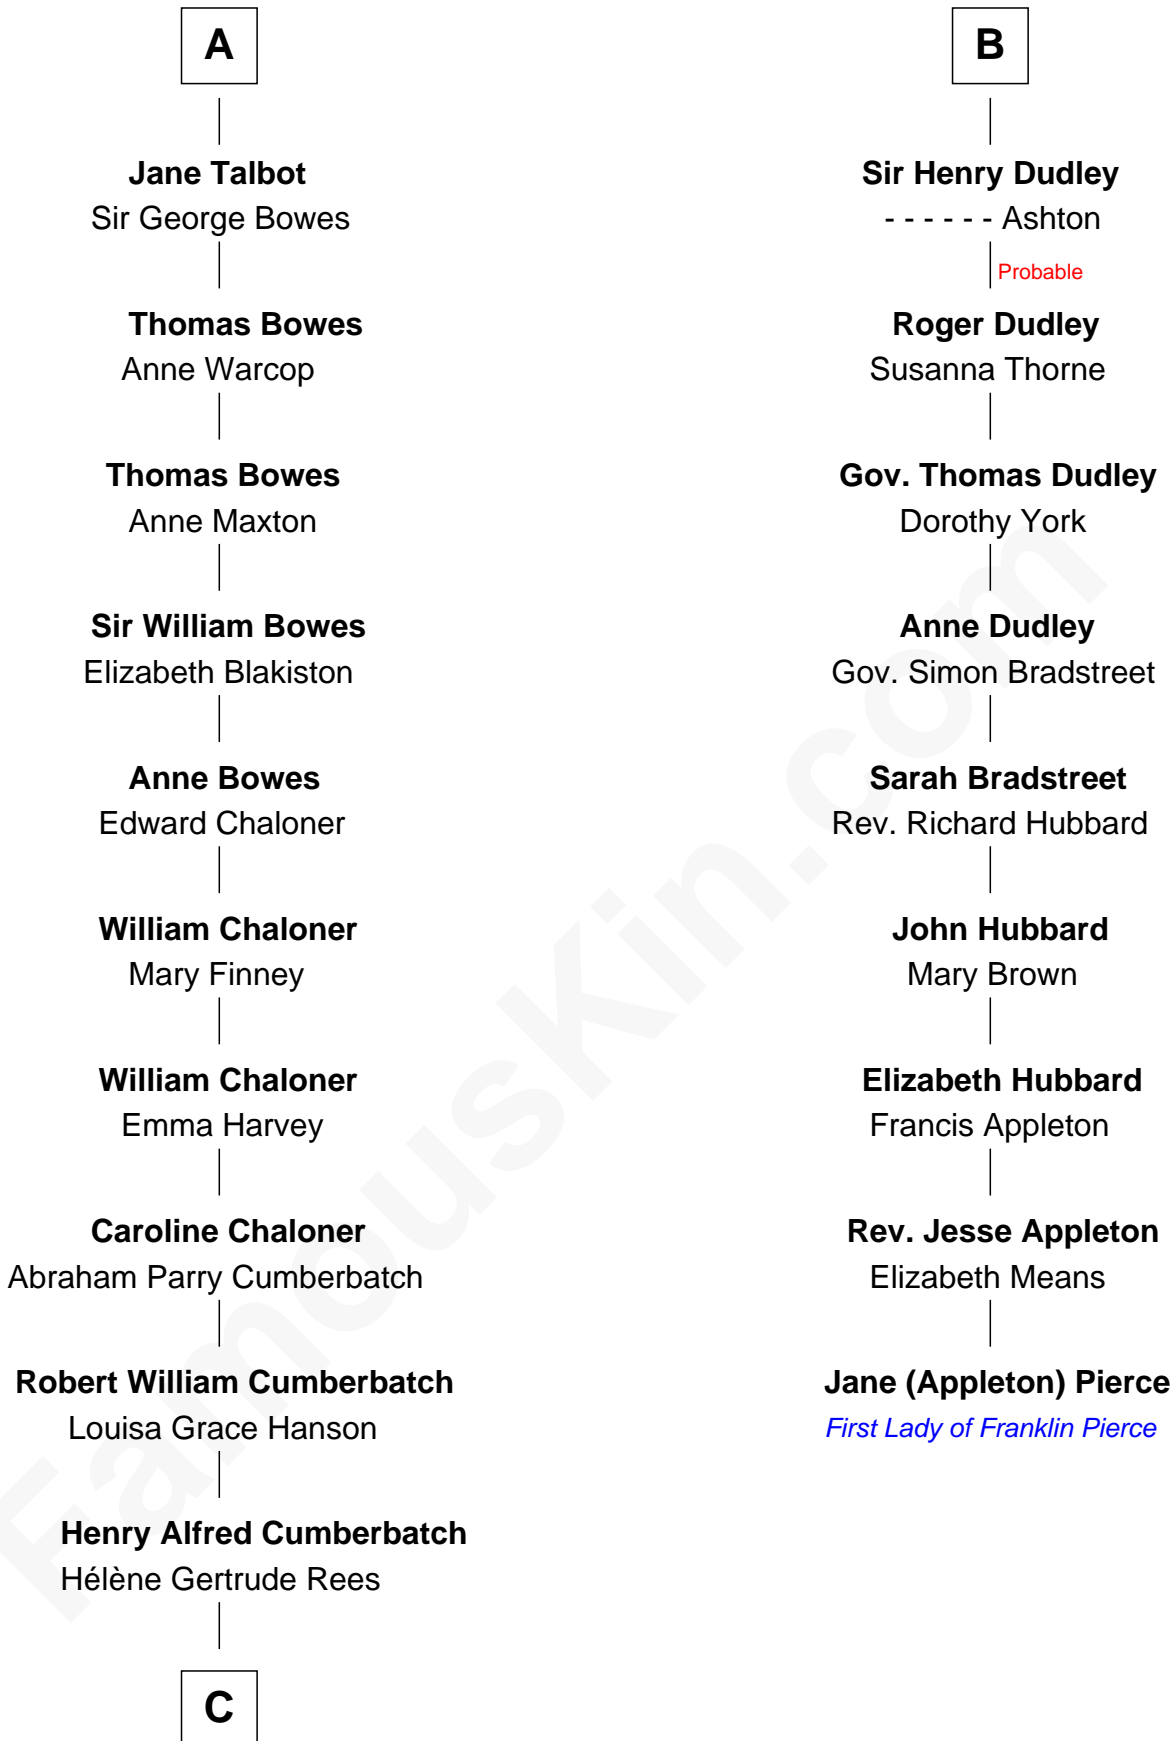 A
Jane Talbot
Sir George Bowes
Thomas Bowes
Anne Warcop
Thomas Bowes
Anne Maxton
Sir William Bowes
Elizabeth Blakiston
Anne Bowes
Edward Chaloner
William Chaloner
Mary Finney
William Chaloner
Emma Harvey
Caroline Chaloner
Abraham Parry Cumberbatch
Robert William Cumberbatch
Louisa Grace Hanson
Henry Alfred Cumberbatch
Hélène Gertrude Rees
C
B
Sir Henry Dudley
- - - - - - Ashton
Probable
Roger Dudley
Susanna Thorne
Gov. Thomas Dudley
Dorothy York
Anne Dudley
Gov. Simon Bradstreet
Sarah Bradstreet
Rev. Richard Hubbard
John Hubbard
Mary Brown
Elizabeth Hubbard
Francis Appleton
Rev. Jesse Appleton
Elizabeth Means
Jane (Appleton) Pierce
First Lady of Franklin Pierce
FamousKin.com